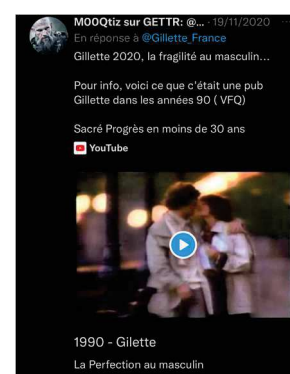 M00Qtiz sur GETTR: @... · 19/11/2020
En réponse à @Gillette_France
Gillette 2020, la fragilité au masculin...
Pour info, voici ce que c'était une pub
Gillette dans les années 90 ( VFQ)
Sacré Progrès en moins de 30 ans
YouTube
1990 - Gilette
La Perfection au masculin